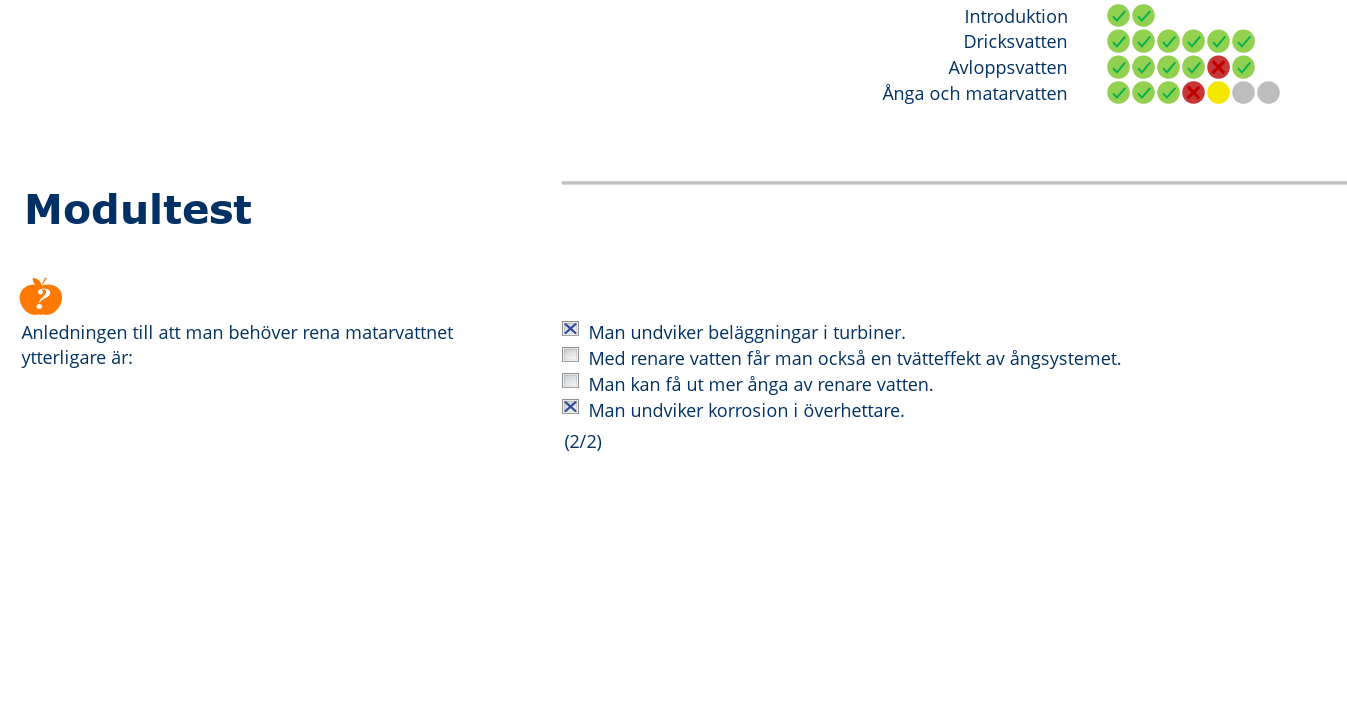 Introduktion
Dricksvatten
Avloppsvatten
Ånga och matarvatten
Modultest
?
Anledningen till att man behöver rena matarvattnet
ytterligare är:
Man undviker beläggningar i turbiner.
Med renare vatten får man också en tvätteffekt av ångsystemet.
Man kan få ut mer ånga av renare vatten.
Man undviker korrosion i överhettare.
(2/2)